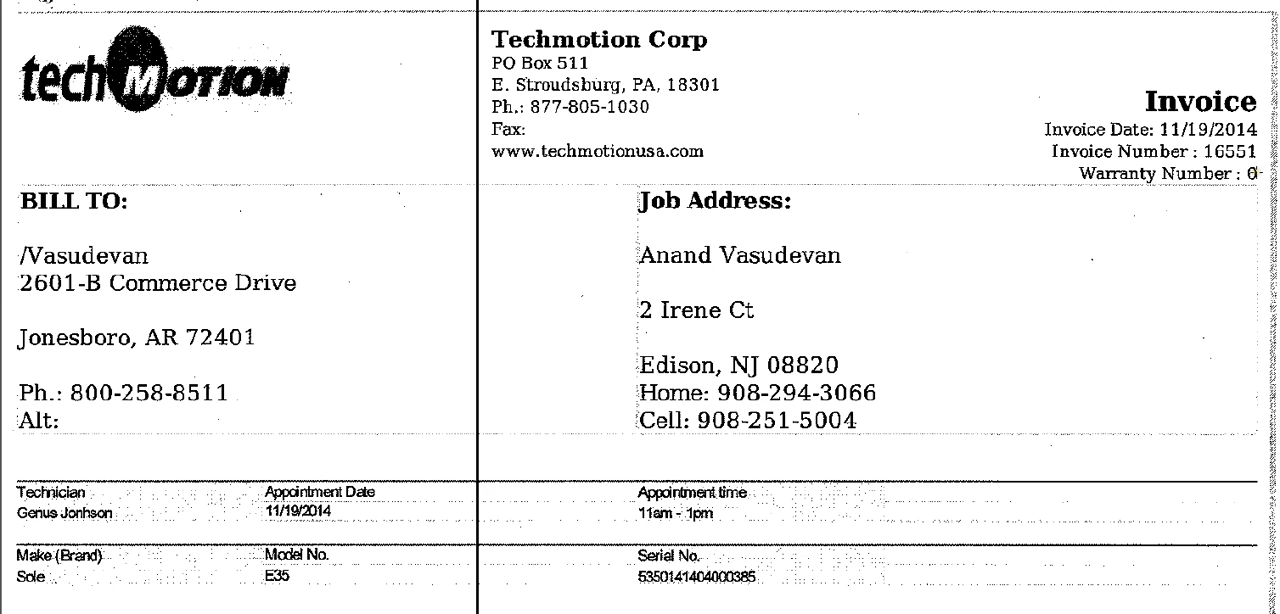 techMOTION
Techmotion Corp
PO Box 511
E. Stroudsburg, PA, 18301
Ph.: 877-805-1030
Fax:
www.techmotionusa.com
Invoice
Invoice Date: 11/19/2014
Invoice Number : 16551
Warranty Number : 0
BILL TO:
/Vasudevan
2601-B Commerce Drive
Jonesboro, AR 72401
Ph.: 800-258-8511
Alt:
Job Address:
Anand Vasudevan
2 Irene Ct
Edison, NJ 08820
Home: 908-294-3066
Cell: 908-251-5004
Technician Appointment Date Appointment time
Genus Jonhson 11/19/2014 11am - 1pm
Make (Brand) Model No. Serial No.
Sole E35 5350141404000385